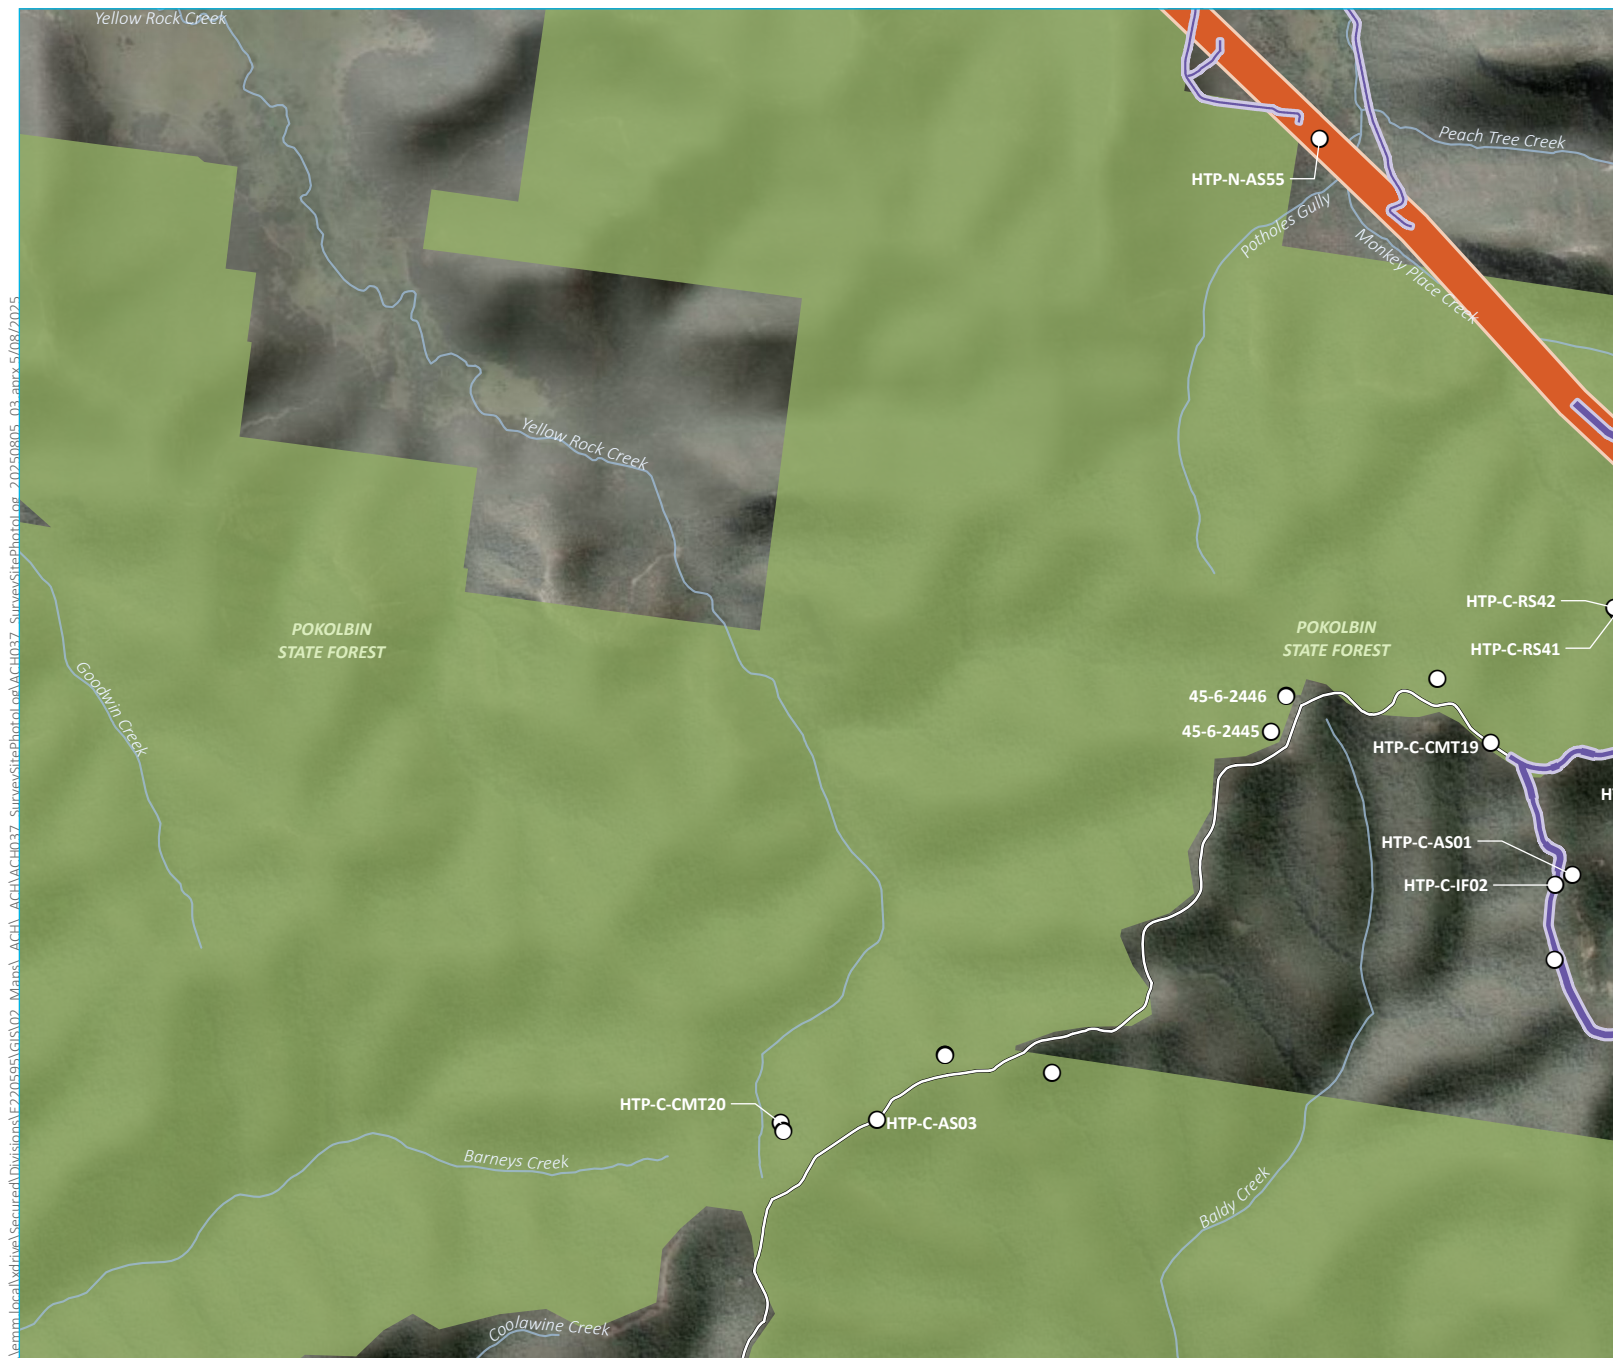 Yellow Rock Creek
Peach Tree Creek
HTP-N-AS55
Potholes Gully
Monkey Place Creek
Yellow Rock Creek
HTP-C-RS42
POKOLBIN
STATE FOREST
POKOLBIN
STATE FOREST
HTP-C-RS41
Goodwin Creek
45-6-2446
45-6-2445
HTP-C-CMT19
HTP-C-AS01
HTP-C-IF02
HTP-C-CMT20
HTP-C-AS03
Barneys Creek
Baldy Creek
Coolawine Creek